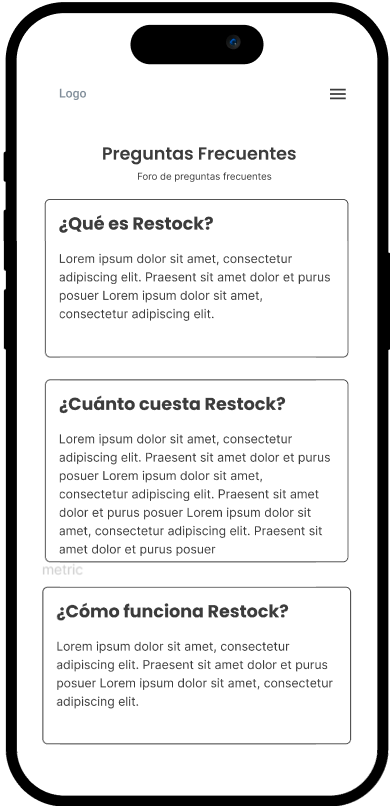 Logo
Preguntas Frecuentes
Foro de preguntas frecuentes
¿Qué es Restock?
Lorem ipsum dolor sit amet, consectetur
adipiscing elit. Praesent sit amet dolor et purus
posuer Lorem ipsum dolor sit amet,
consectetur adipiscing elit.
¿Cuánto cuesta Restock?
Lorem ipsum dolor sit amet, consectetur
adipiscing elit. Praesent sit amet dolor et purus
posuer Lorem ipsum dolor sit amet,
consectetur adipiscing elit. Praesent sit amet
dolor et purus posuer Lorem ipsum dolor sit
amet, consectetur adipiscing elit. Praesent sit
amet dolor et purus posuer
metric
¿Cómo funciona Restock?
Lorem ipsum dolor sit amet, consectetur
adipiscing elit. Praesent sit amet dolor et purus
posuer Lorem ipsum dolor sit amet, consectetur
adipiscing elit.